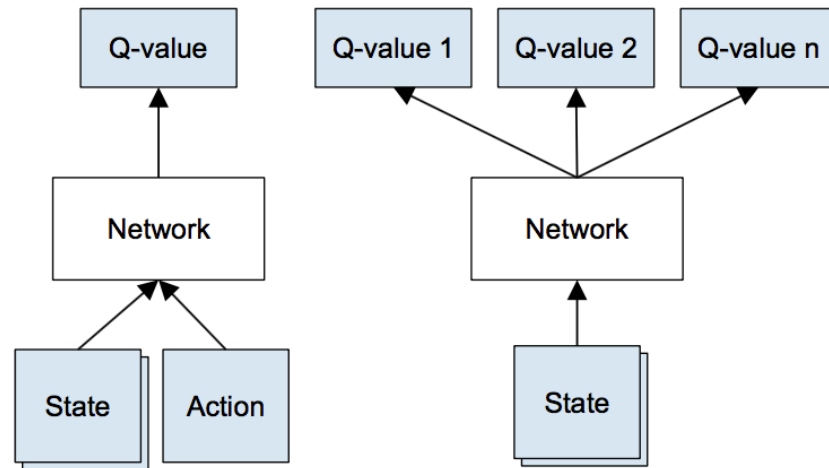 Q-value
Q-value 1
Q-value 2
Q-value n
Network
Network
State
Action
State